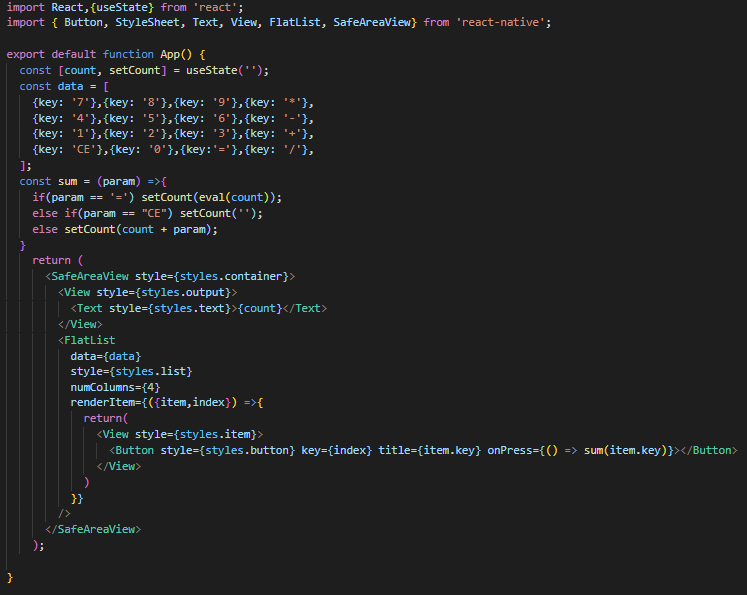 import React,{useState} from 'react';
import { Button, StyleSheet, Text, View, FlatList, SafeAreaView} from 'react-native';
export default function App() {
const [count, setCount] = useState('');
const data = [
{key: '7'},{key: '8'},{key: '9'},{key: '*'},
{key: '4'},{key: '5'},{key: '6'},{key: '-'},
{key: '1'},{key: '2'},{key: '3'},{key: '+'},
{key: 'CE'},{key: '0'},{key:'='},{key: '/'},
];
const sum = (param) =>{
if(param == '=') setCount(eval(count));
else if(param == "CE") setCount('');
else setCount(count + param);
}
return (
<SafeAreaView style={styles.container}>
<View style={styles.output}>
<Text style={styles.text}>{count}</Text>
</View>
<FlatList
data={data}
style={styles.list}
numColumns={4}
renderItem={({item,index}) =>{
return(
<View style={styles.item}>
<Button style={styles.button} key={index} title={item.key} onPress={() => sum(item.key)}></Button>
</View>
)
}}
/>
</SafeAreaView>
);
}